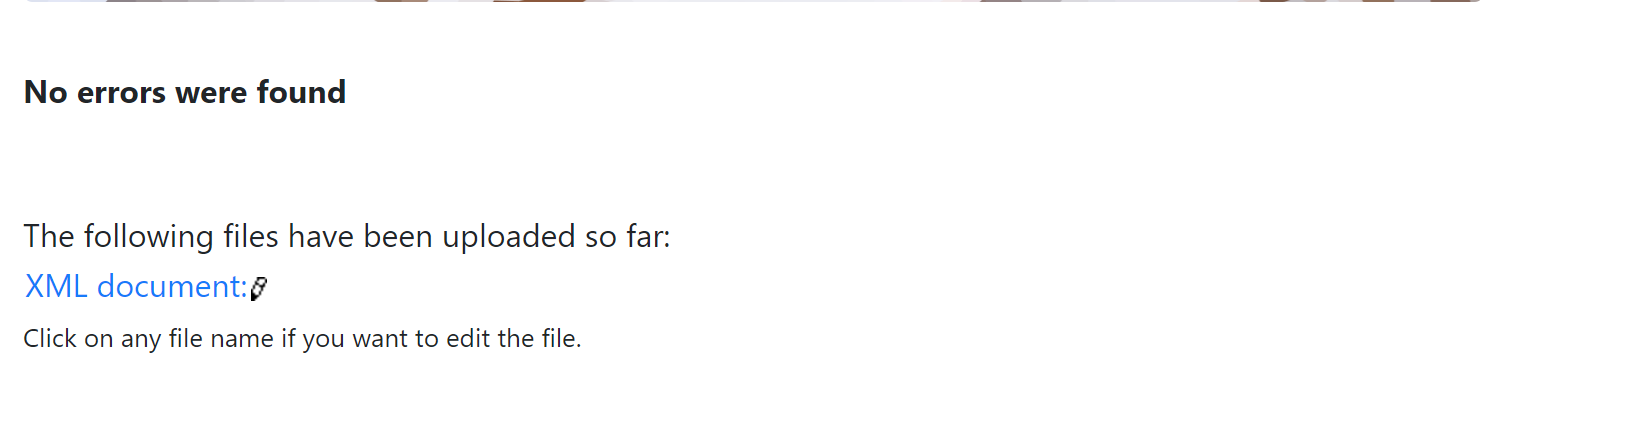 No errors were found
The following files have been uploaded so far:
XML document:
Click on any file name if you want to edit the file.